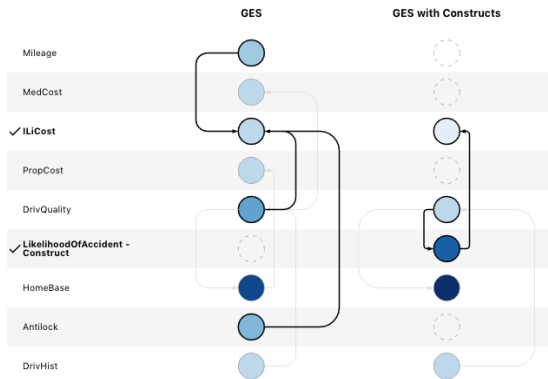 GES
GES with Constructs
Mileage
MedCost
ILiCost
PropCost
DrivQuality
LikelihoodOfAccident -
Construct
HomeBase
Antilock
DrivHist